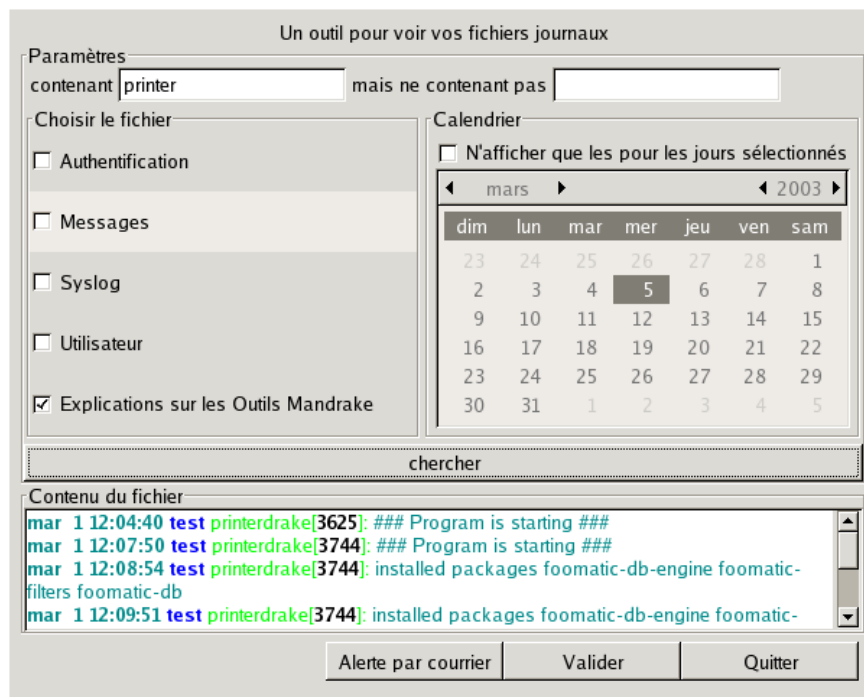 Un outil pour voir vos fichiers journaux
Paramètres
contenant printer mais ne contenant pas
Choisir le fichier
Authentification
Messages
Syslog
Utilisateur
Explications sur les Outils Mandrake
Calendrier
N'afficher que les pour les jours sélectionnés
mars 2003
dim lun mar mer jeu ven sam
23 24 25 26 27 28 1
2 3 4 5 6 7 8
9 10 11 12 13 14 15
16 17 18 19 20 21 22
23 24 25 26 27 28 29
30 31 1 2 3 4 5
chercher
Contenu du fichier
mar 1 12:04:40 test printerdrake[3625]: ### Program is starting ###
mar 1 12:07:50 test printerdrake[3744]: ### Program is starting ###
mar 1 12:08:54 test printerdrake[3744]: installed packages foomatic-db-engine foomatic-
filters foomatic-db
mar 1 12:09:51 test printerdrake[3744]: installed packages foomatic-db-engine foomatic-
Alerte par courrier Valider Quitter